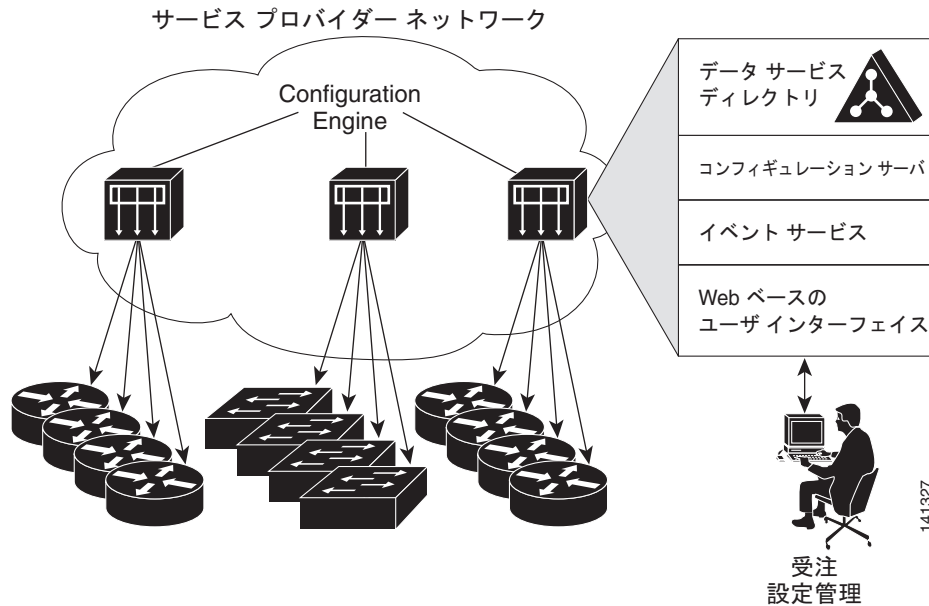 サービス プロバイダー ネットワーク
Configuration
Engine
データ サービス
ディレクトリ
コンフィギュレーション サーバ
イベント サービス
Web ベースの
ユーザ インターフェイス
141327
受注
設定管理